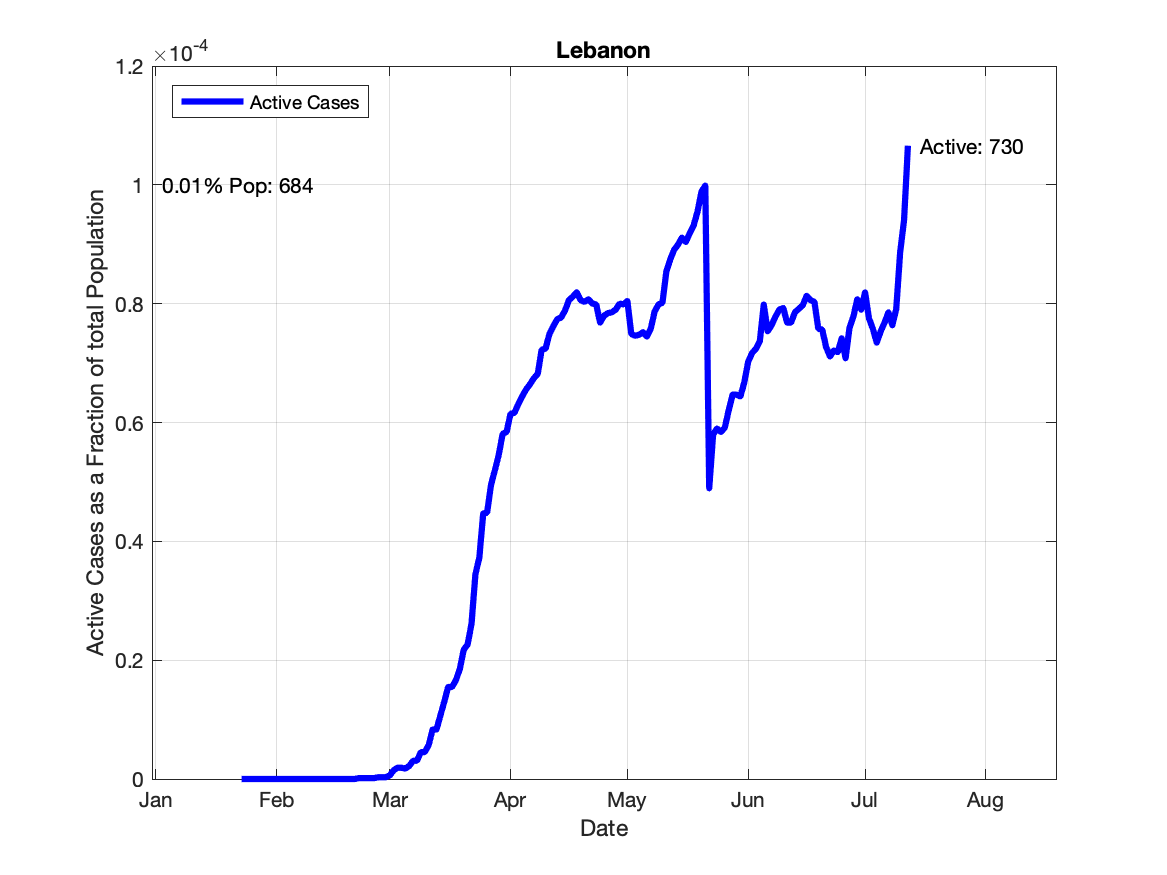 Lebanon
×10-4
1.2
1
0.8
0.6
0.4
0.2
0
Active Cases
0.01% Pop: 684
Active: 730
Active Cases as a Fraction of total Population
Jan Feb Mar Apr May Jun Jul Aug
Date